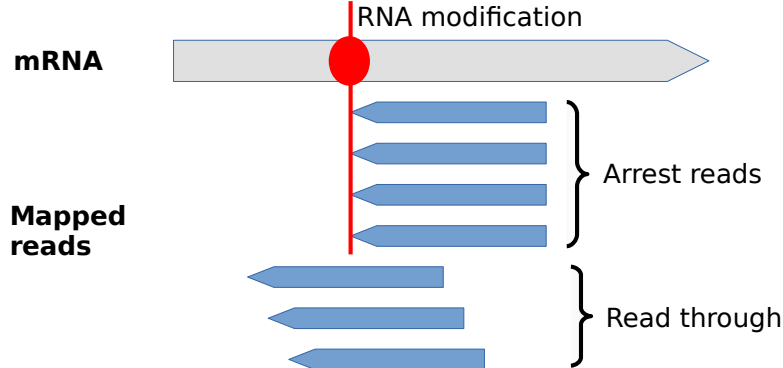 RNA modification
mRNA
Arrest reads
Mapped
reads
Read through